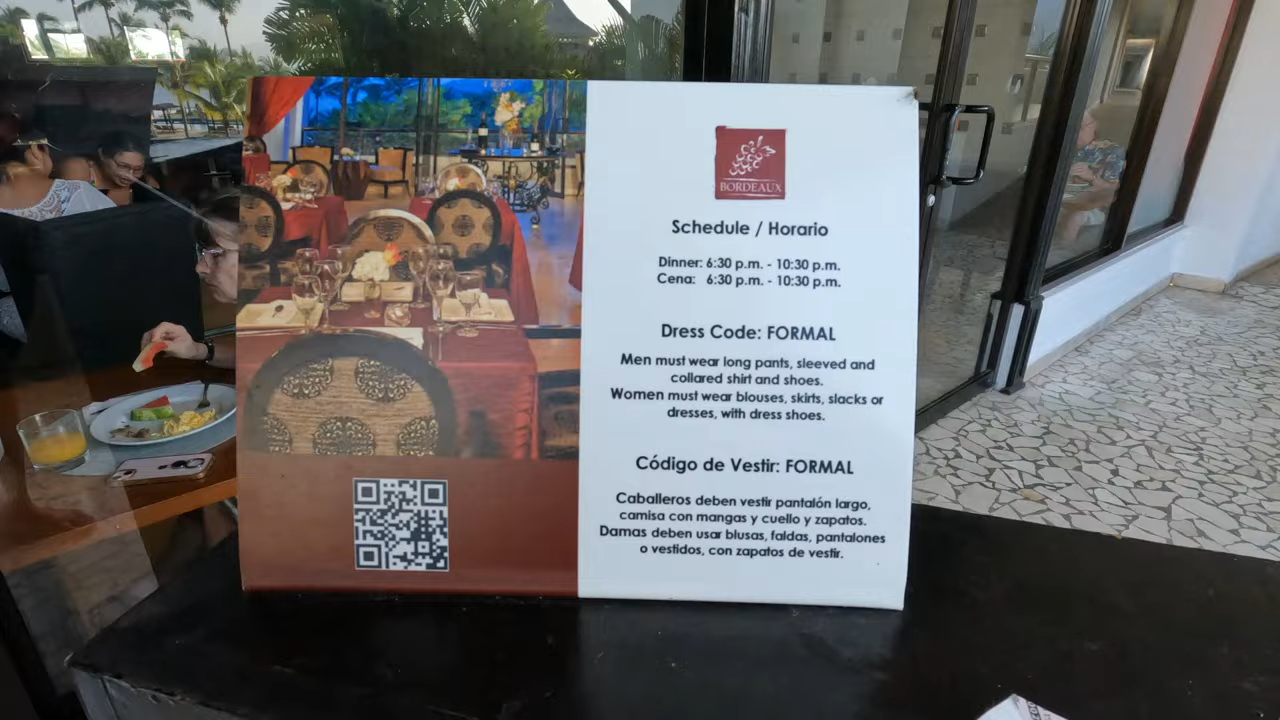 BORDEAUX
Schedule / Horario
Dinner: 6:30 p.m. - 10:30 p.m.
Cena: 6:30 p.m. - 10:30 p.m.
Dress Code: FORMAL
Men must wear long pants, sleeved and
collared shirt and shoes.
Women must wear blouses, skirts, slacks or
dresses, with dress shoes.
Código de Vestir: FORMAL
Caballeros deben vestir pantalón largo,
camisa con mangas y cuello y zapatos.
Damas deben usar blusas, faldas, pantalones
o vestidos, con zapatos de vestir.